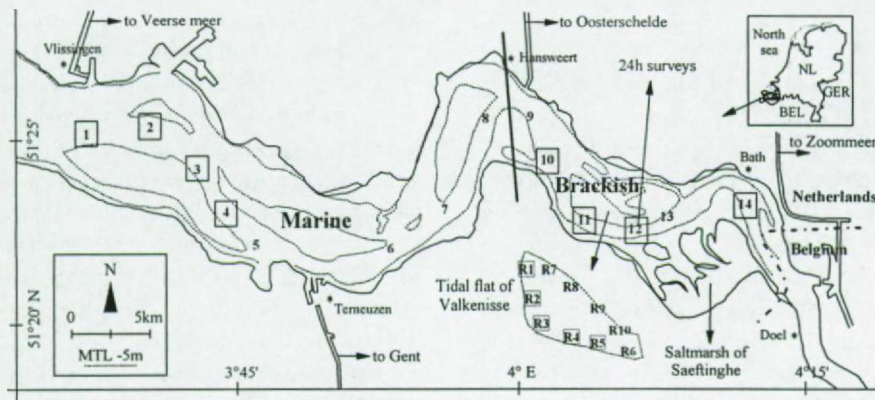 to Veerse meer
to Oosterschelde
Vlissingen
Hansweert
North
sea
NL
GER
BEL
24h surveys
51°25'
1
2
3
4
5
6
7
8
9
10
11
12
13
14
Bath
to Zoommeer
Netherlands
Belgium
Marine
Brackish
Tidal flat of
Valkenisse
R1
R7
R2
R8
R3
R9
R4
R10
R5
R6
N
0
5km
MTL -5m
51°20' N
Terneuzen
to Gent
Saltmarsh of
Saeftinghe
Doel
3°45'
4° E
4°15'